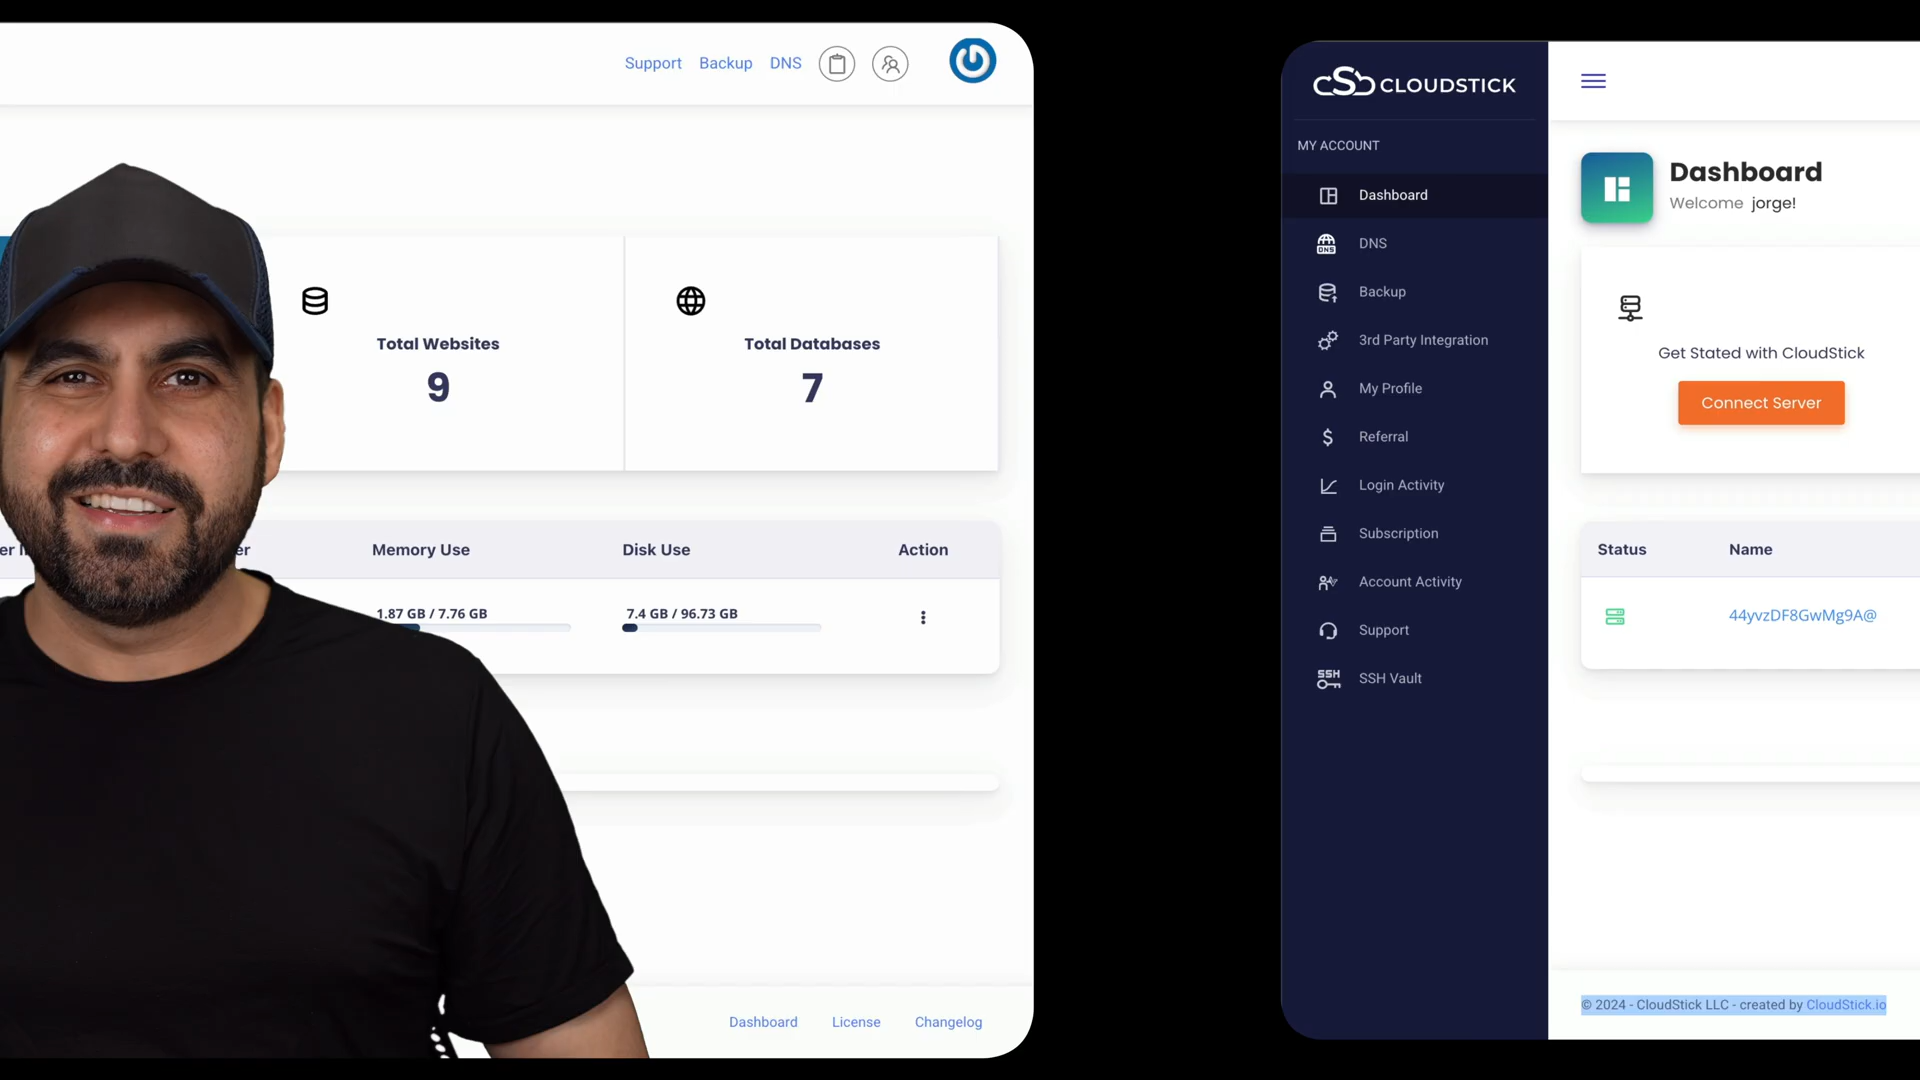 Support Backup DNS
Total Websites
9
Total Databases
7
Memory Use Disk Use Action
1.87 GB / 7.76 GB 7.4 GB / 96.73 GB
Dashboard License Changelog
CLOUDSTICK
MY ACCOUNT
Dashboard
DNS
Backup
3rd Party Integration
My Profile
Referral
Login Activity
Subscription
Account Activity
Support
SSH Vault
Dashboard
Welcome jorge!
Get Stated with CloudStick
Connect Server
Status Name
44yvzDF8GwMg9A@
© 2024 - CloudStick LLC - created by CloudStick.io